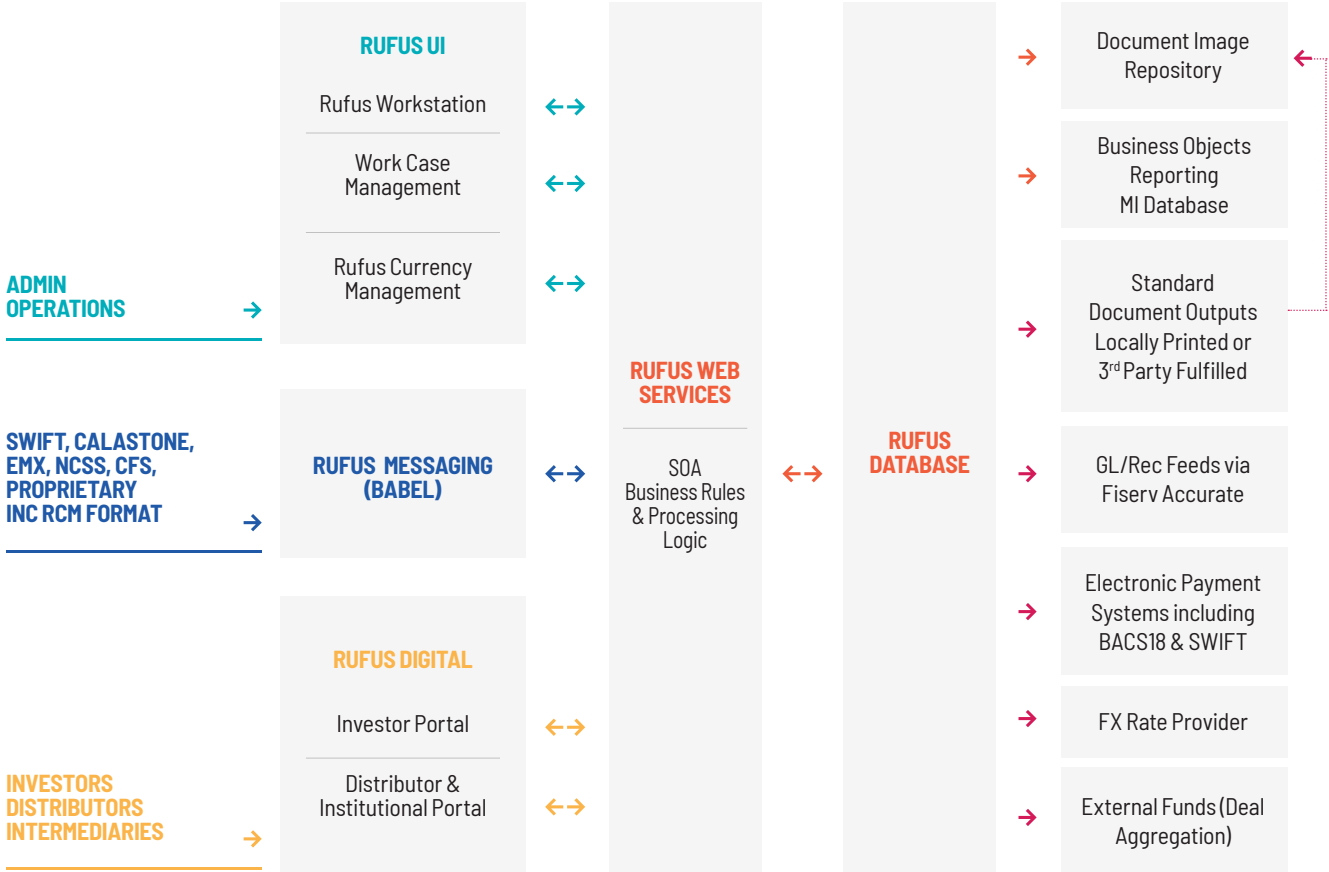 RUFUS UI
Rufus Workstation
Work Case
Management
Rufus Currency
Management
ADMIN
OPERATIONS
SWIFT, CALASTONE,
EMX, NCSS, CFS,
PROPRIETARY
INC RCM FORMAT
RUFUS MESSAGING
(BABEL)
RUFUS DIGITAL
Investor Portal
Distributor &
Institutional Portal
INVESTORS
DISTRIBUTORS
INTERMEDIARIES
RUFUS WEB
SERVICES
SOA
Business Rules
& Processing
Logic
RUFUS
DATABASE
Document Image
Repository
Business Objects
Reporting
MI Database
Standard
Document Outputs
Locally Printed or
3rd Party Fulfilled
GL/Rec Feeds via
Fiserv Accurate
Electronic Payment
Systems including
BACS18 & SWIFT
FX Rate Provider
External Funds (Deal
Aggregation)